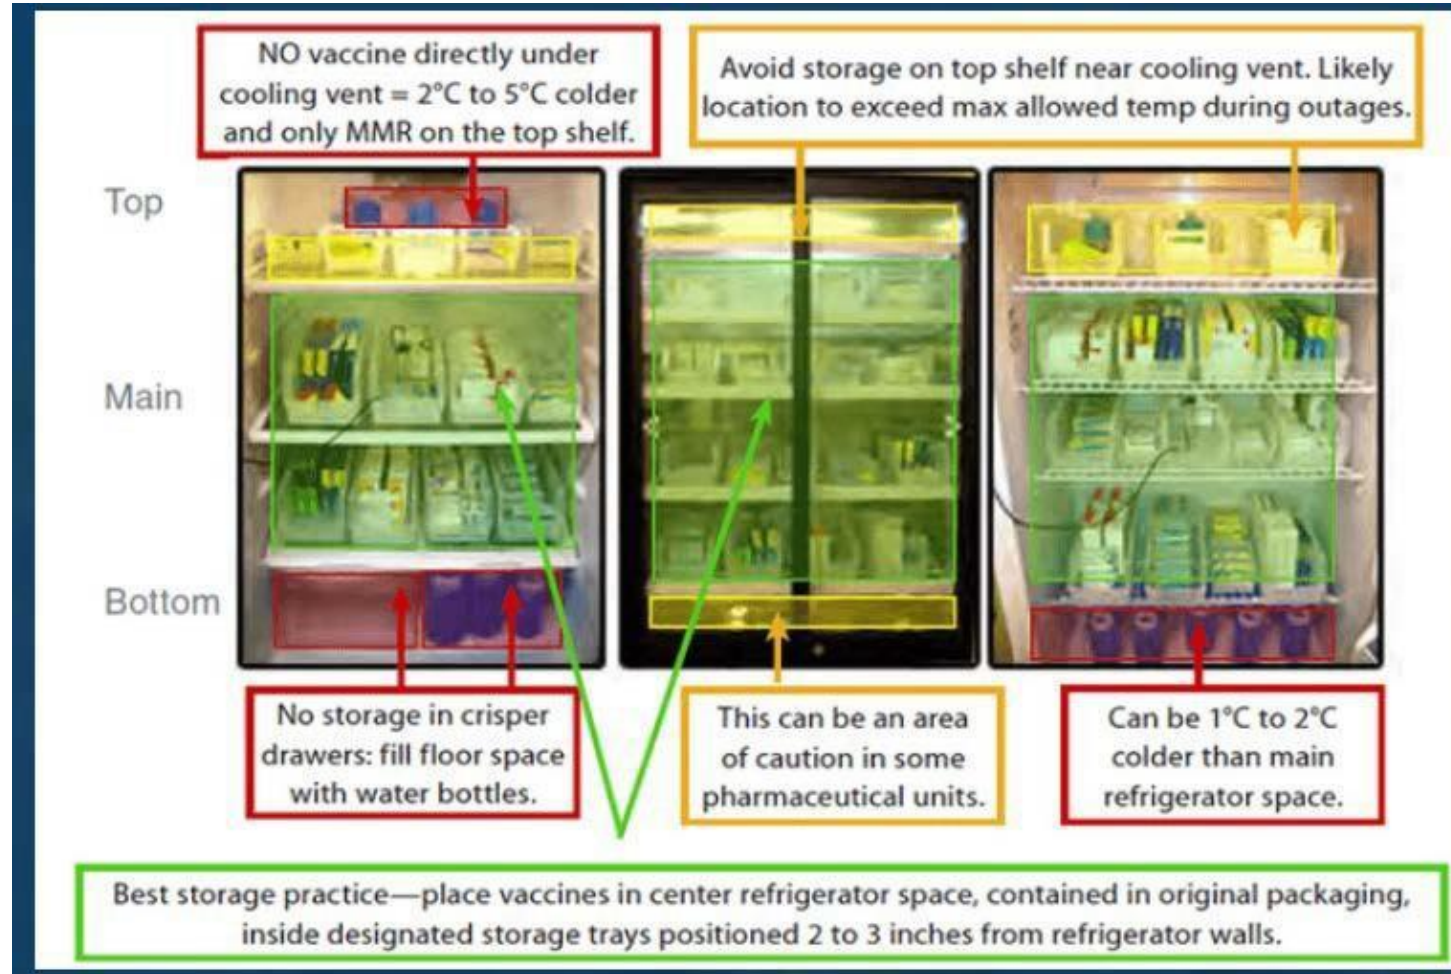 NO vaccine directly under
cooling vent = 2°C to 5°C colder
and only MMR on the top shelf.
Avoid storage on top shelf near cooling vent. Likely
location to exceed max allowed temp during outages.
Top
Main
Bottom
No storage in crisper
drawers: fill floor space
with water bottles.
This can be an area
of caution in some
pharmaceutical units.
Can be 1°C to 2°C
colder than main
refrigerator space.
Best storage practice—place vaccines in center refrigerator space, contained in original packaging,
inside designated storage trays positioned 2 to 3 inches from refrigerator walls.